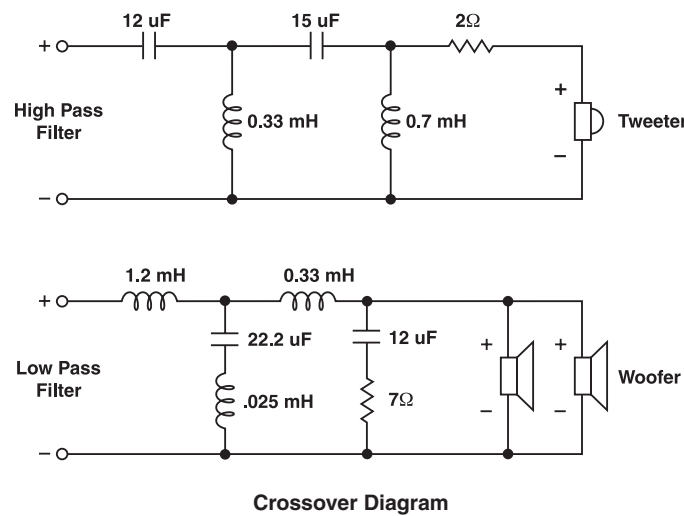 12 uF
15 uF
2Ω
+
High Pass
Filter
0.33 mH
0.7 mH
+
−
Tweeter
−
1.2 mH
0.33 mH
+
Low Pass
Filter
22.2 uF
12 uF
+
+
.025 mH
7Ω
−
−
Woofer
−
Crossover Diagram